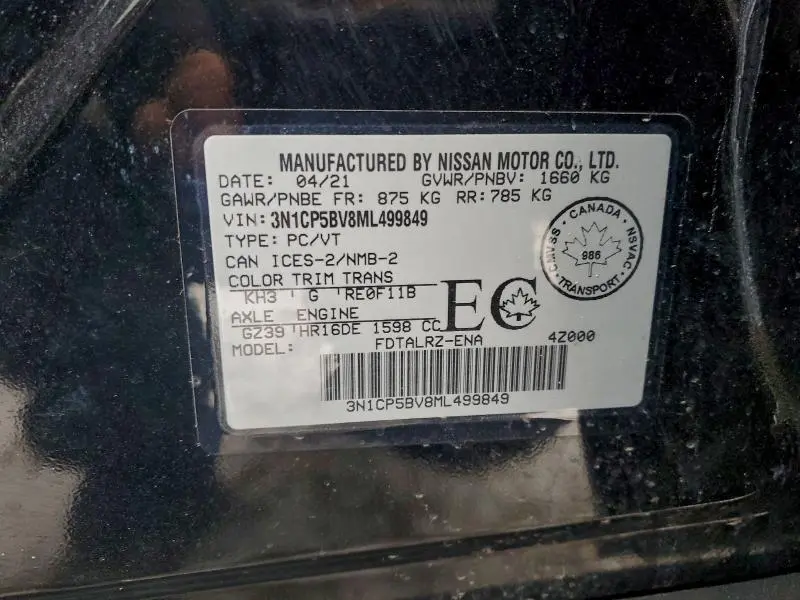 MANUFACTURED BY NISSAN MOTOR CO., LTD.
DATE: 04/21 GVWR/PNBV: 1660 KG
GAWR/PNBE FR: 875 KG RR:785 KG
VIN: 3N1CP5BV8ML499849
TYPE: PC/VT
CAN ICES-2/NMB-2
COLOR TRIM TRANS
KH3 G RE0F11B
AXLE ENGINE
GZ39 HR16DE 1598 CC
MODEL: FDTALRZ-ENA 4Z000
EC
CANADA
CMVSS · NSVAC
986
TRANSPORT
3N1CP5BV8ML499849